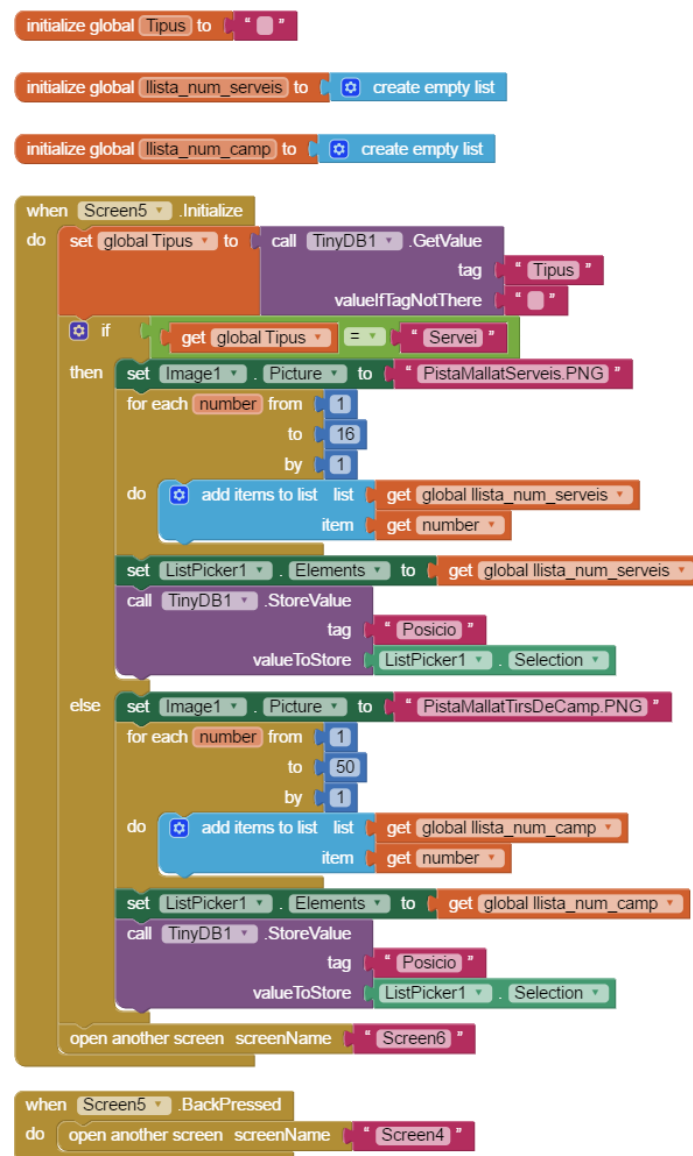 initialize global Tipus to " "
initialize global llista_num_serveis to create empty list
initialize global llista_num_camp to create empty list
when Screen5 .Initialize
do set global Tipus to call TinyDB1 .GetValue
tag " Tipus "
valueIfTagNotThere " "
if get global Tipus = " Servei "
then set Image1 . Picture to " PistaMallatServeis.PNG "
for each number from 1
to 16
by 1
do add items to list list get global llista_num_serveis
item get number
set ListPicker1 . Elements to get global llista_num_serveis
call TinyDB1 .StoreValue
tag " Posicio "
valueToStore ListPicker1 . Selection
else set Image1 . Picture to " PistaMallatTirsDeCamp.PNG "
for each number from 1
to 50
by 1
do add items to list list get global llista_num_camp
item get number
set ListPicker1 . Elements to get global llista_num_camp
call TinyDB1 .StoreValue
tag " Posicio "
valueToStore ListPicker1 . Selection
open another screen screenName " Screen6 "
when Screen5 .BackPressed
do open another screen screenName " Screen4 "